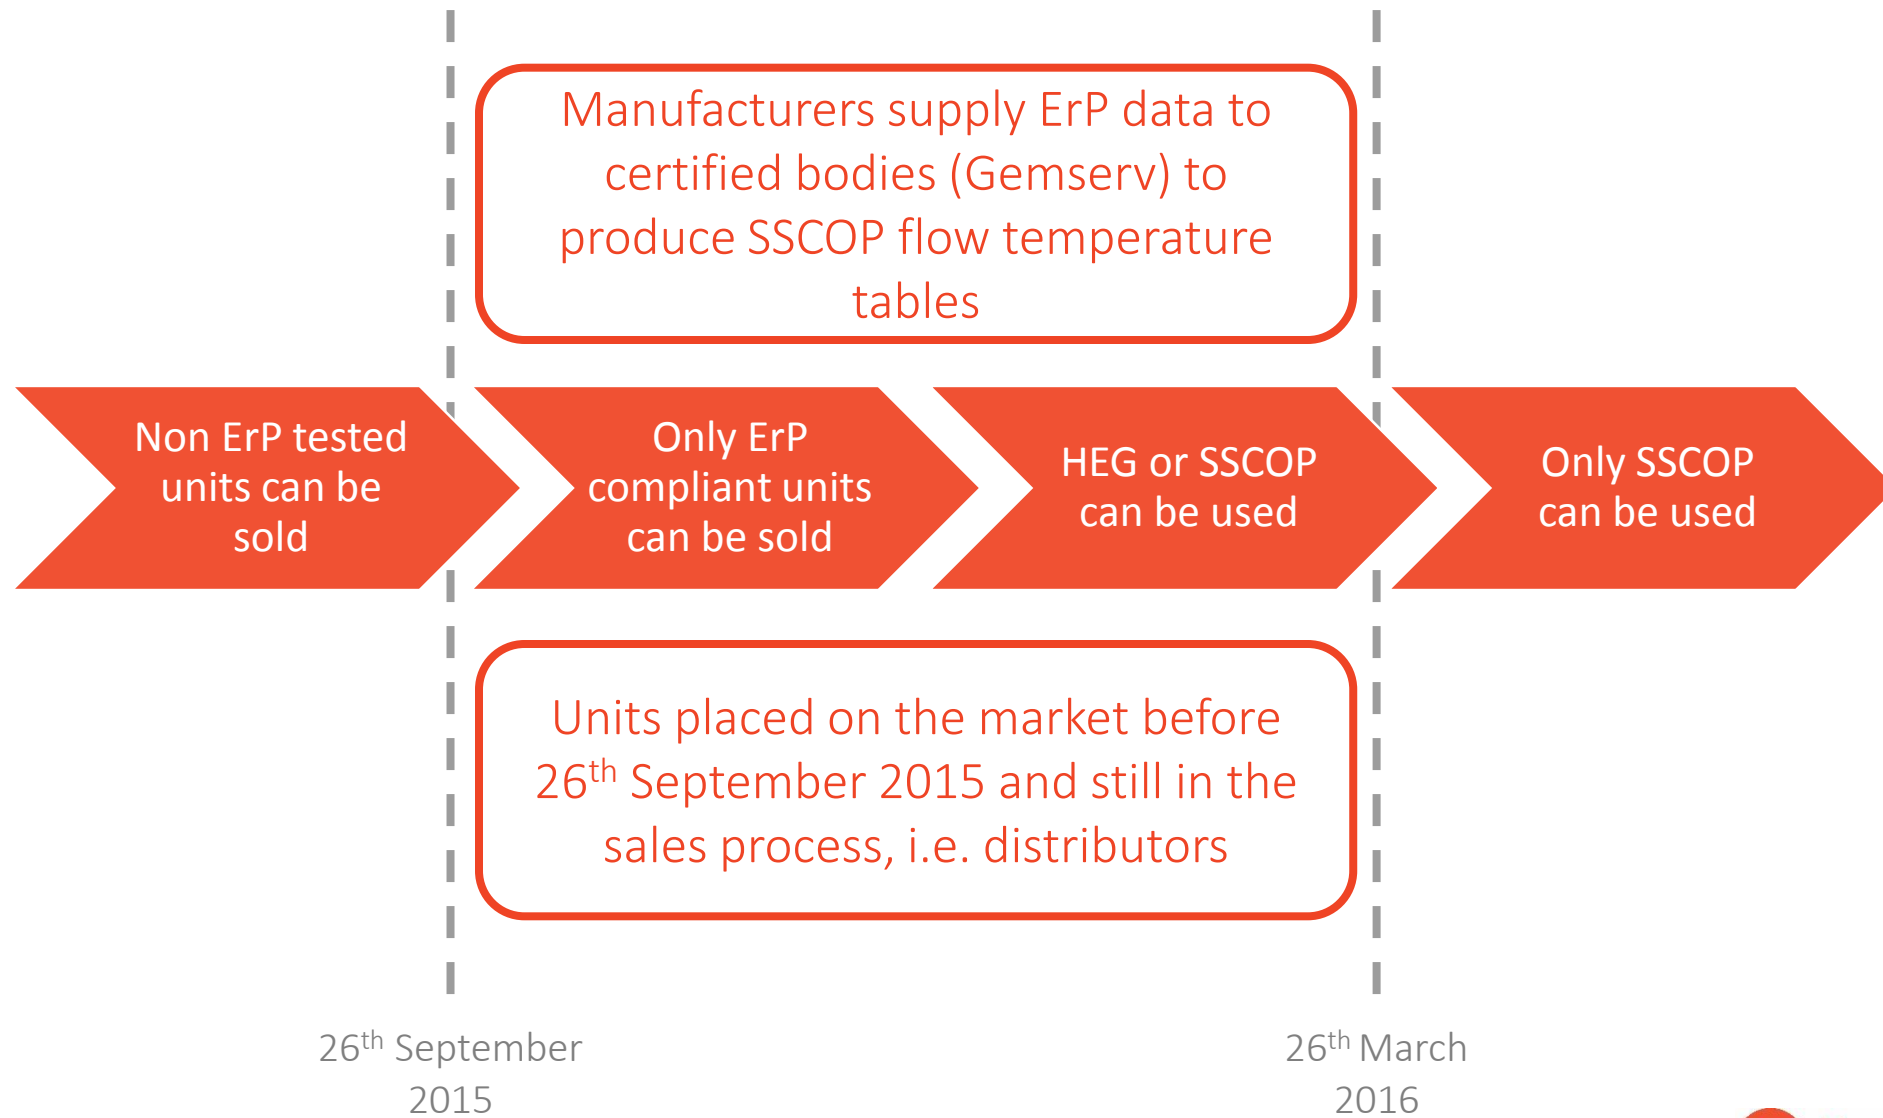 Manufacturers supply ErP data to
certified bodies (Gemserv) to
produce SSCOP flow temperature
tables
Non ErP tested
units can be
sold
Only ErP
compliant units
can be sold
HEG or SSCOP
can be used
Only SSCOP
can be used
Units placed on the market before
26th September 2015 and still in the
sales process, i.e. distributors
26th September
2015
26th March
2016